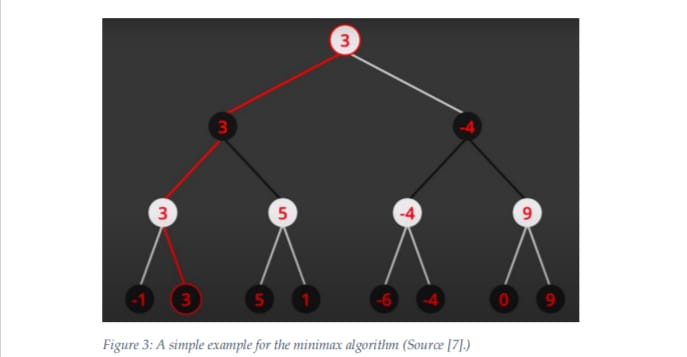 3
3 -4
3 5 -4 9
-1 3 5 1 -6 -4 0 9
Figure 3: A simple example for the minimax algorithm (Source [7].)